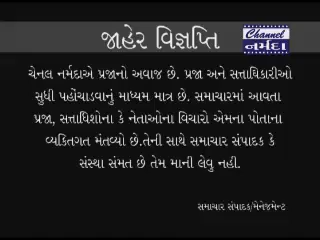 જાહેર વિજ્ઞપ્તિ
Channel
નર્મદા
ચેનલ નર્મદાએ પ્રજાનો અવાજ છે. પ્રજા અને સત્તાધિકારીઓ
સુધી પહોંચાડવાનું માધ્યમ માત્ર છે. સમાચારમાં આવતા
પ્રજા, સત્તાધિશોના કે નેતાઓના વિચારો એમના પોતાના
વ્યકિતગત મંતવ્યો છે.તેની સાથે સમાચાર સંપાદક કે
સંસ્થા સંમત છે તેમ માની લેવુ નહી.
સમાચાર સંપાદક/મેનેજમેન્ટ